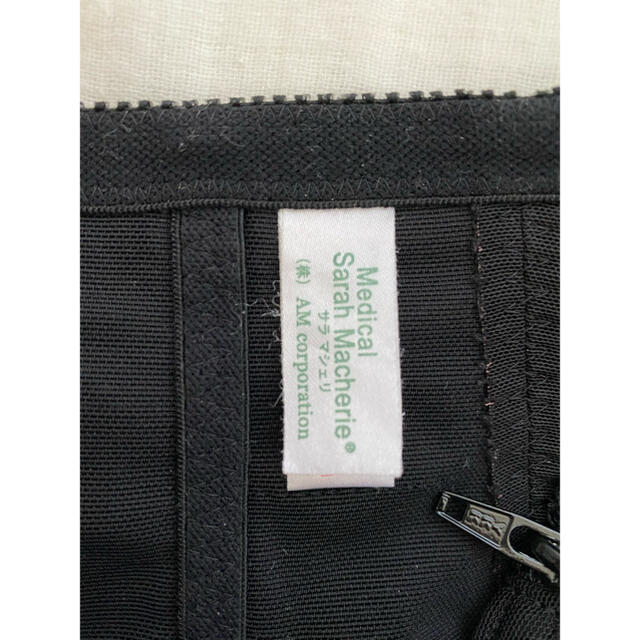 Medical
Sarah Macherie®
サラ マシェリ
(株) AM corporation